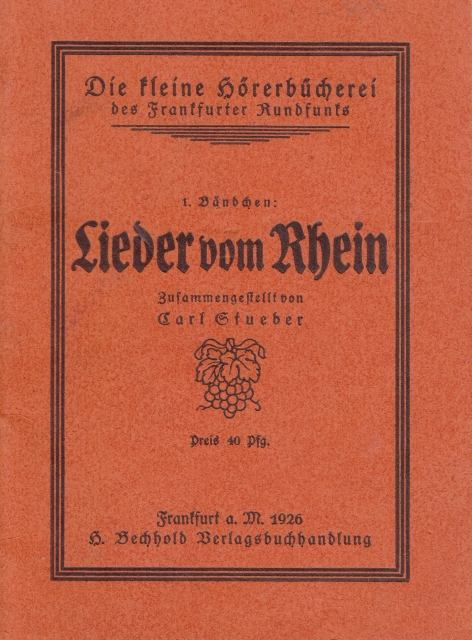 Die kleine Hörerbücherei
des Frankfurter Rundfunks
1. Bändchen:
Lieder vom Rhein
Zusammengestellt von
Carl Stueber
Preis 40 Pfg.
Frankfurt a. M. 1926
H. Bechhold Verlagsbuchhandlung